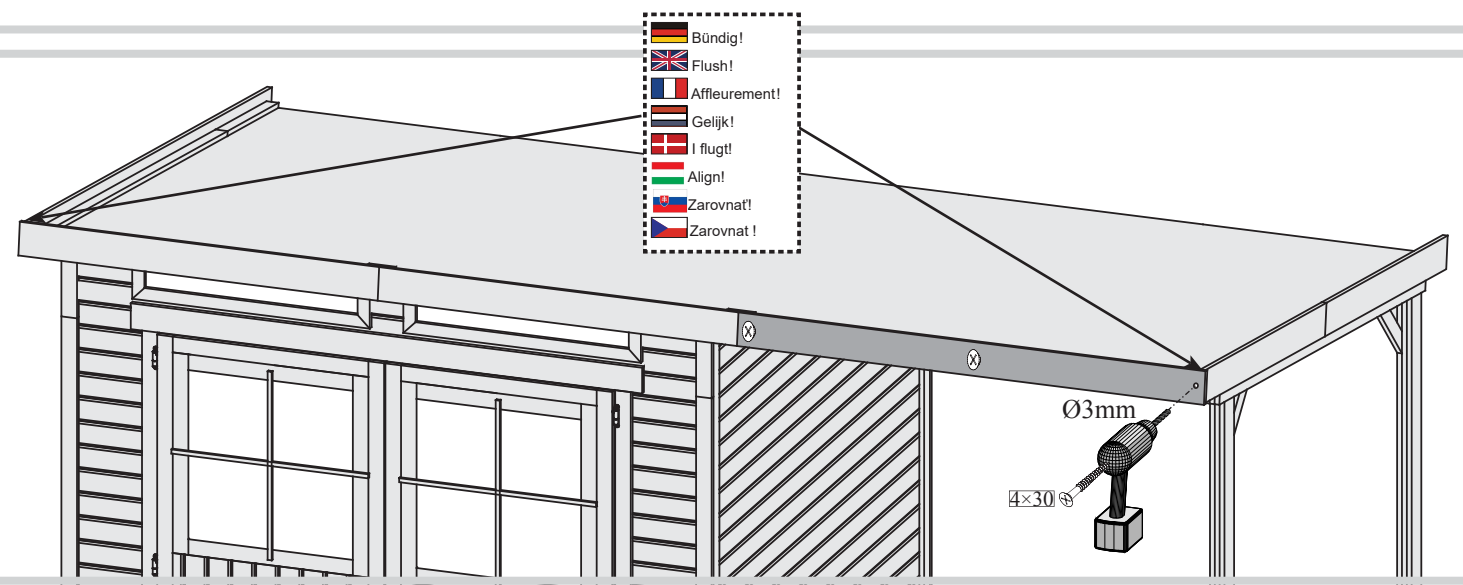 Bündig!
Flush!
Affleurement!
Gelijk!
I flugt!
Align!
Zarovnať!
Zarovnat !
Ø3mm
4×30